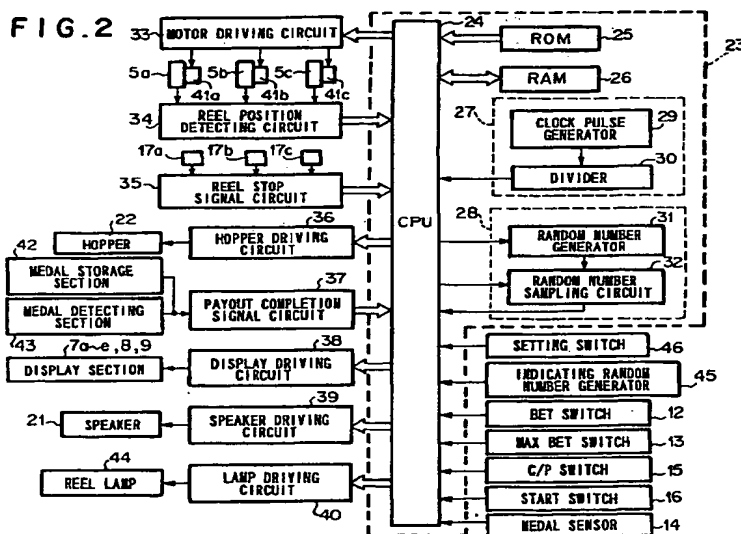 FIG.2
33
MOTOR DRIVING CIRCUIT
24
ROM
25
23
5a
5b
5c
41a
41b
41c
RAM
26
34
REEL POSITION
DETECTING CIRCUIT
27
CLOCK PULSE
GENERATOR
29
30
DIVIDER
17a
17b
17c
35
REEL STOP
SIGNAL CIRCUIT
CPU
28
31
RANDOM NUMBER
GENERATOR
32
RANDOM NUMBER
SAMPLING CIRCUIT
22
36
HOPPER
HOPPER DRIVING
CIRCUIT
42
MEDAL STORAGE
SECTION
37
MEDAL DETECTING
SECTION
PAYOUT COMPLETION
SIGNAL CIRCUIT
43
7a~e,8,9
38
DISPLAY SECTION
DISPLAY DRIVING
CIRCUIT
39
21
SPEAKER
SPEAKER DRIVING
CIRCUIT
44
REEL LAMP
LAMP DRIVING
CIRCUIT
40
SETTING SWITCH
46
INDICATING RANDOM
NUMBER GENERATOR
45
BET SWITCH
12
MAX BET SWITCH
13
C/P SWITCH
15
START SWITCH
16
MEDAL SENSOR
14